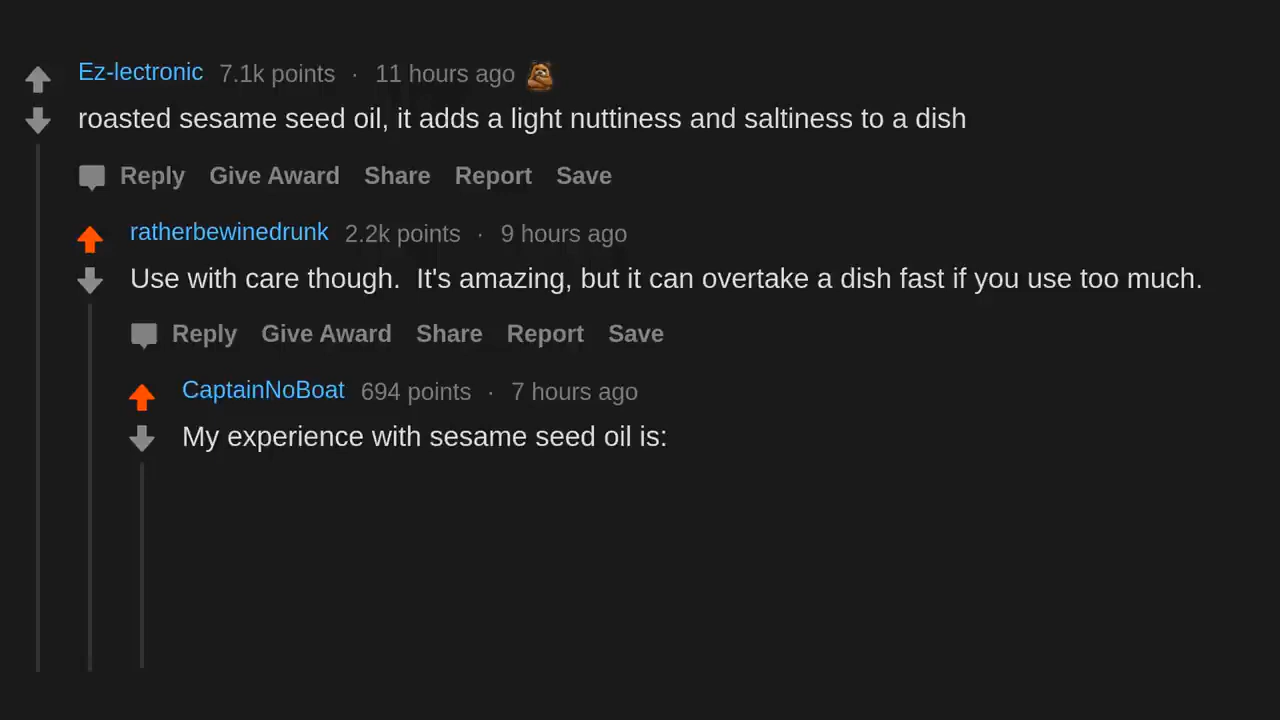 Ez-lectronic 7.1k points · 11 hours ago
roasted sesame seed oil, it adds a light nuttiness and saltiness to a dish
Reply Give Award Share Report Save
ratherbewinedrunk 2.2k points · 9 hours ago
Use with care though.  It's amazing, but it can overtake a dish fast if you use too much.
Reply Give Award Share Report Save
CaptainNoBoat 694 points · 7 hours ago
My experience with sesame seed oil is: